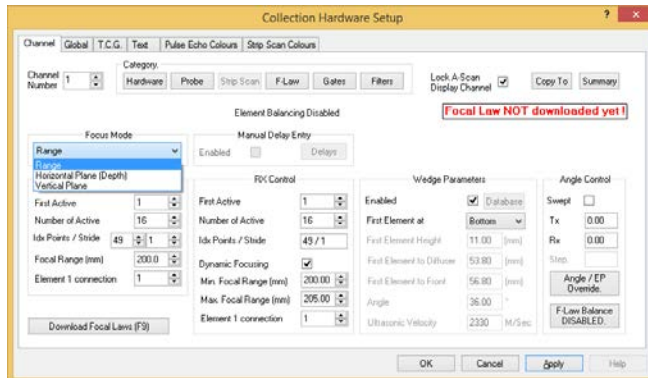 Collection Hardware Setup
? ×
Channel Global T.C.G. Text Pulse Echo Colours Strip Scan Colours
Category.
Channel Number 1
Hardware Probe Strip Scan F-Law Gates Filters
Lock A-Scan Display Channel
Copy To Summary
Element Balancing Disabled
Focal Law NOT downloaded yet !
Focus Mode
Range
Range
Horizontal Plane (Depth)
Vertical Plane
First Active 1
Number of Active 16
Idx Points / Stride 49 1
Focal Range (mm) 200.0
Element 1 connection 1
Download Focal Laws (F9)
Manual Delay Entry
Enabled Delays
RX Control
First Active 1
Number of Active 16
Idx Points / Stride 49 / 1
Dynamic Focusing
Min. Focal Range (mm) 200.00
Max. Focal Range (mm) 205.00
Element 1 connection 1
Wedge Parameters
Enabled Database
First Element at Bottom
First Element Height 11.00 (mm)
First Element to Diffuser 53.80 (mm)
First Element to Front 56.80 (mm)
Angle 36.00 °
Ultrasonic Velocity 2330 M/Sec
Angle Control
Swept
Tx 0.00
Rx 0.00
Step.
Angle / EP Override.
F-Law Balance DISABLED.
OK Cancel Apply Help